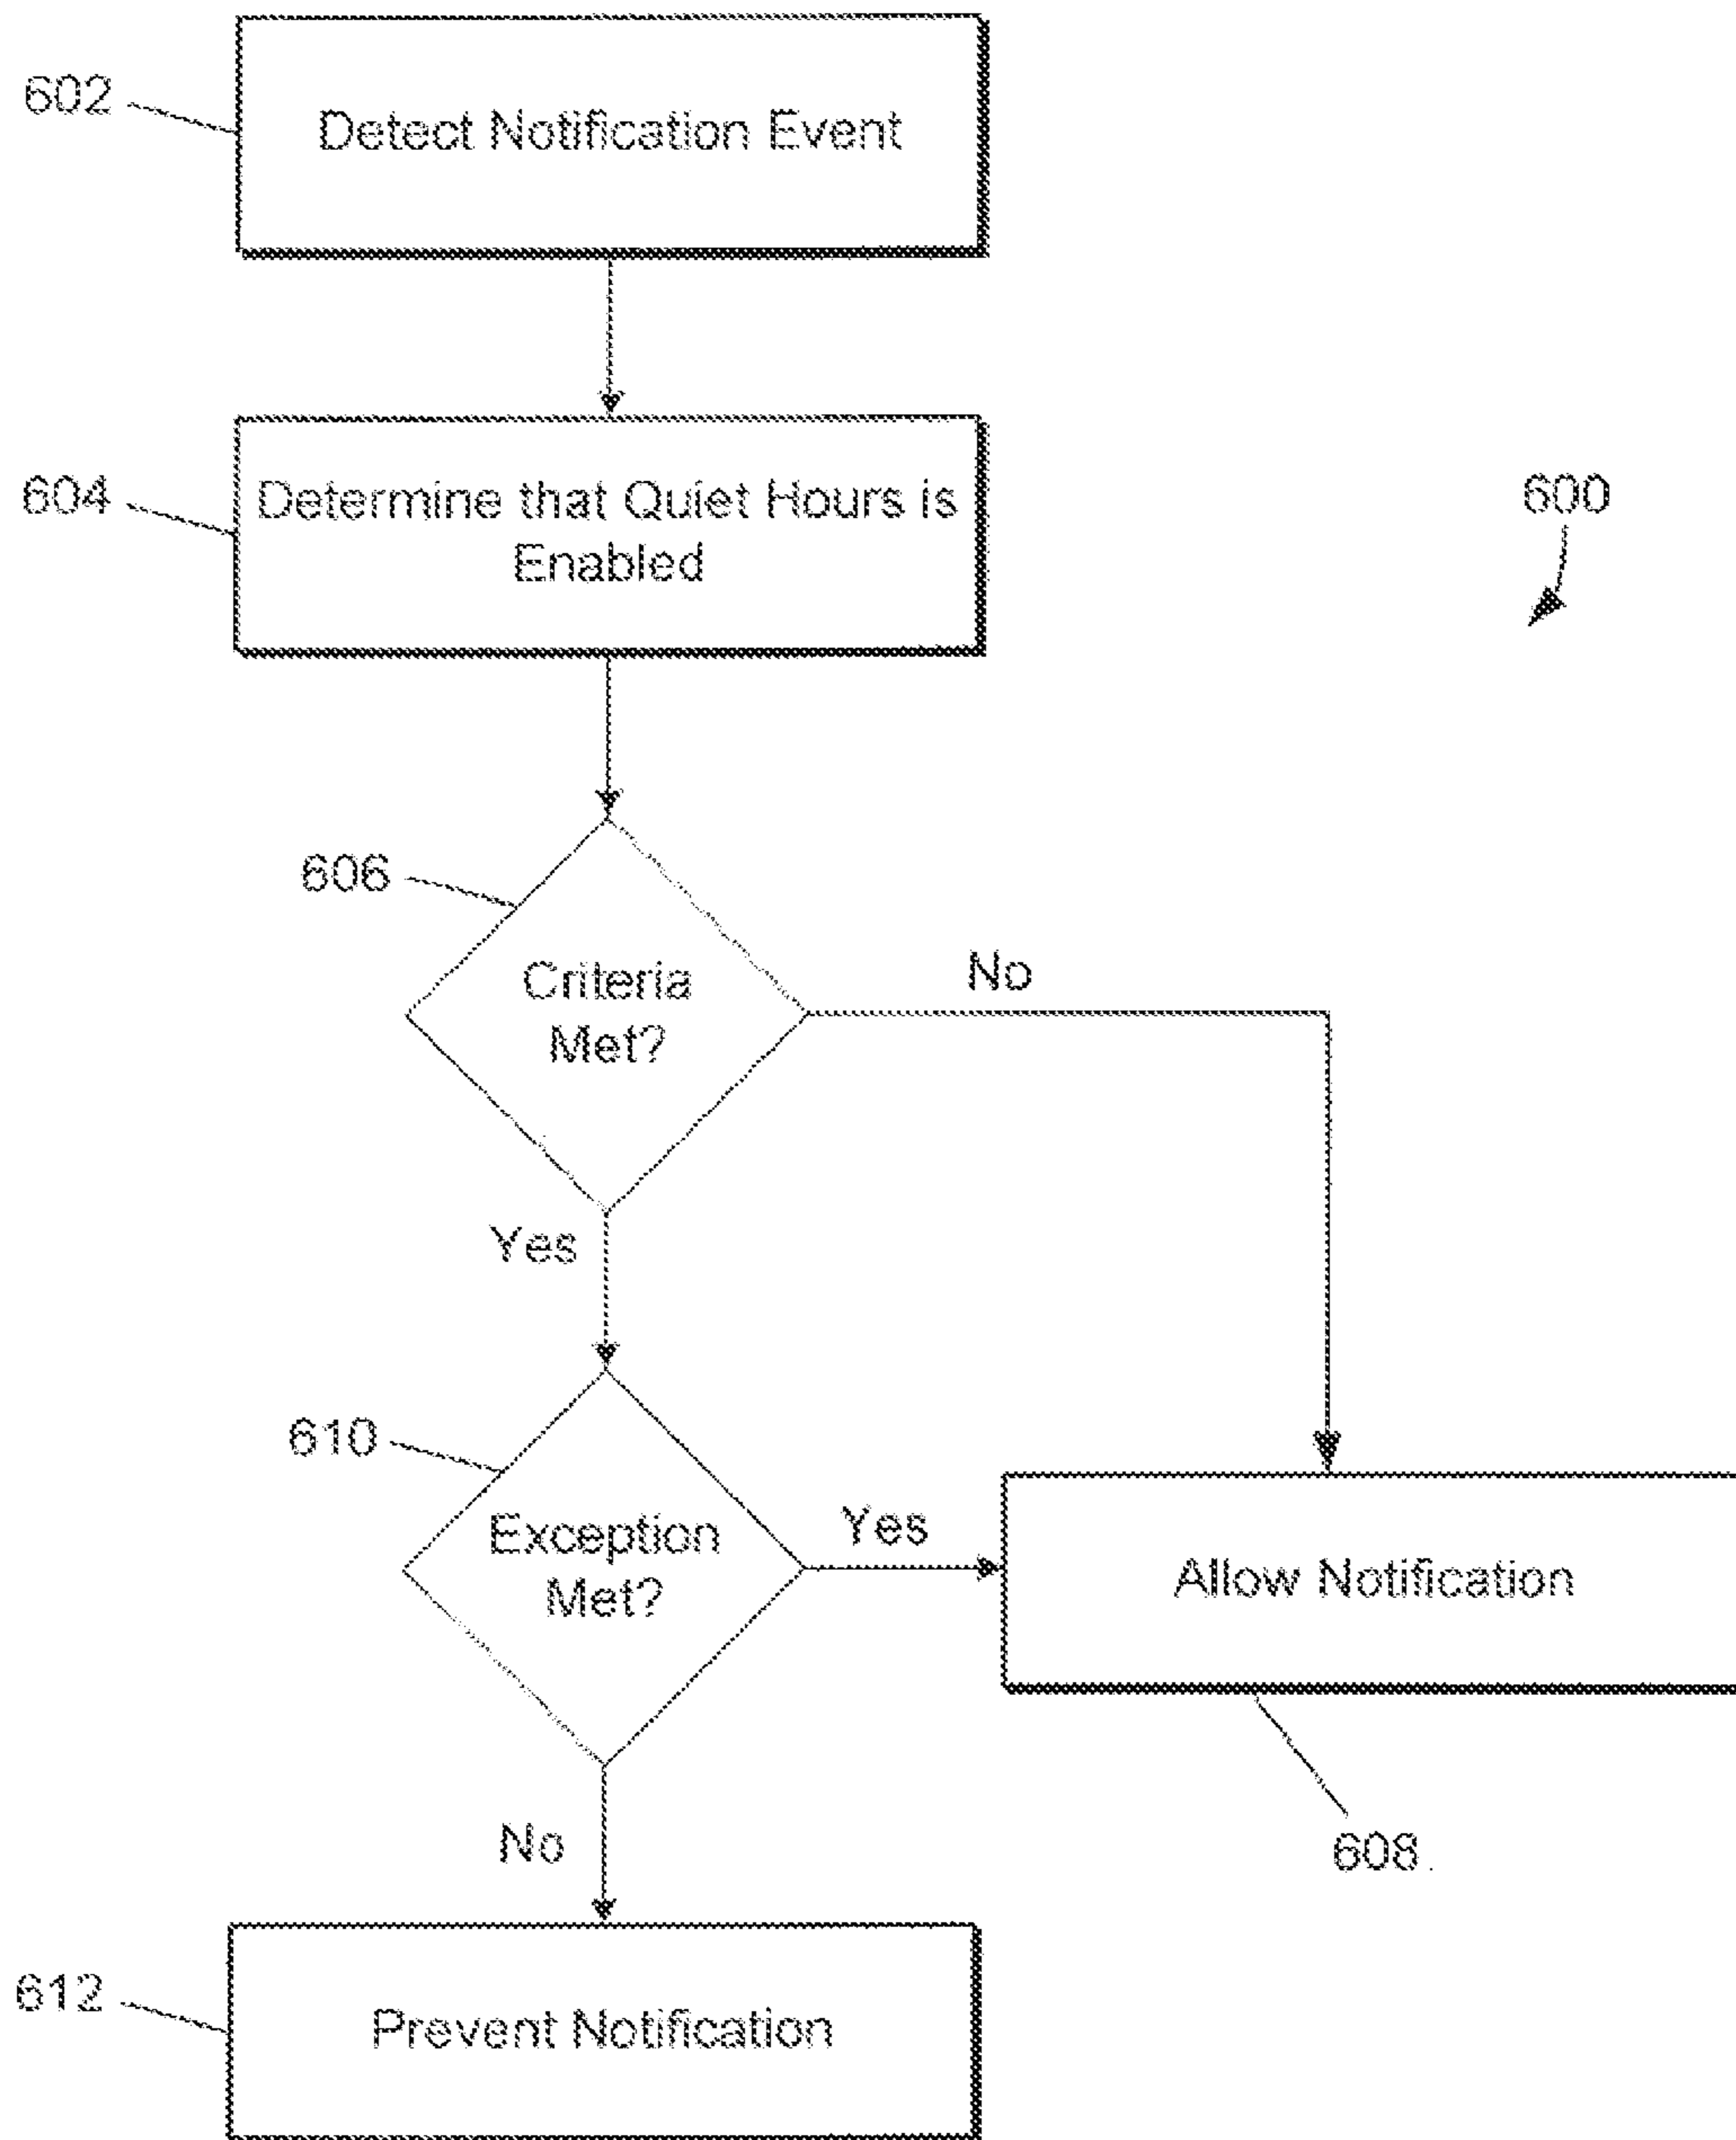 602
Detect Notification Event
604
Determine that Quiet Hours is
Enabled
600
606
Criteria
Met?
No
Yes
610
Exception
Met?
Yes
Allow Notification
No
608
612
Prevent Notification